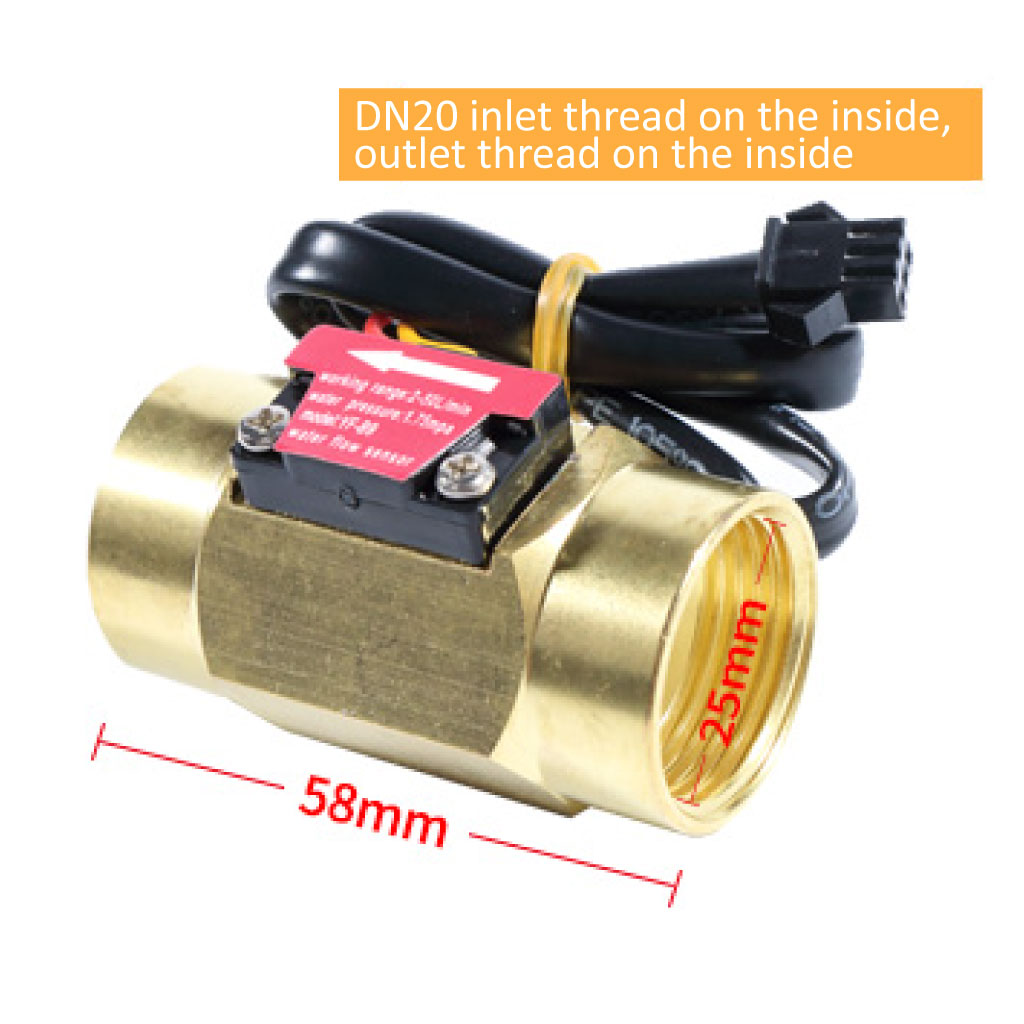 DN20 inlet thread on the inside,
outlet thread on the inside
working range:2-50L/min
water pressure:1.75mpa
model:YF-B9
water flow sensor
25mm
58mm